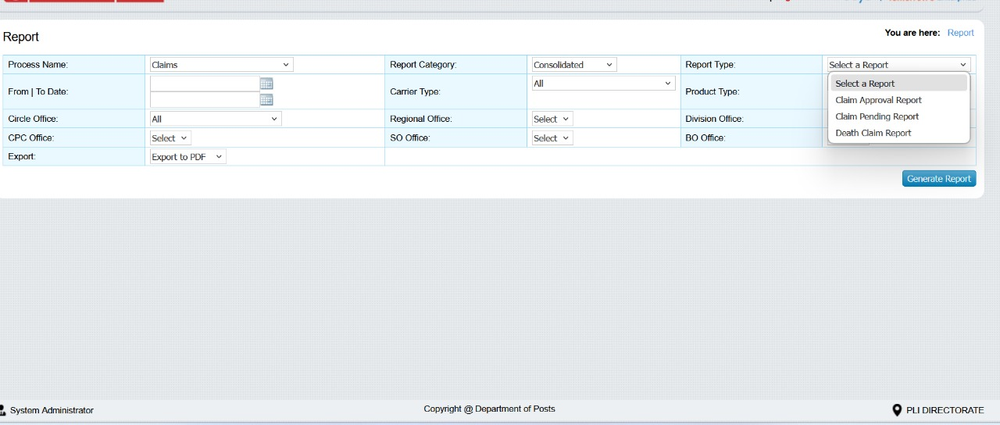 You are here: Report
Report
Process Name: Claims Report Category: Consolidated Report Type: Select a Report
Select a Report
Claim Approval Report
Claim Pending Report
Death Claim Report
From | To Date: Carrier Type: All Product Type:
Circle Office: All Regional Office: Select Division Office:
CPC Office: Select SO Office: Select BO Office:
Export: Export to PDF
Generate Report
System Administrator Copyright @ Department of Posts PLI DIRECTORATE